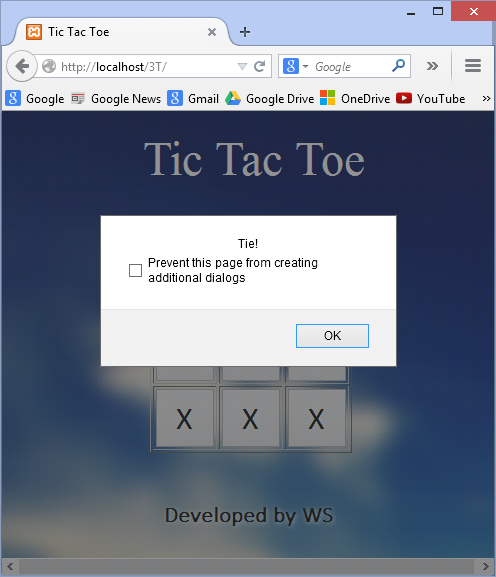 Tic Tac Toe
http://localhost/3T/
Google
Google Google News Gmail Google Drive OneDrive YouTube
Tic Tac Toe
Tie!
Prevent this page from creating
additional dialogs
OK
X X X
Developed by WS